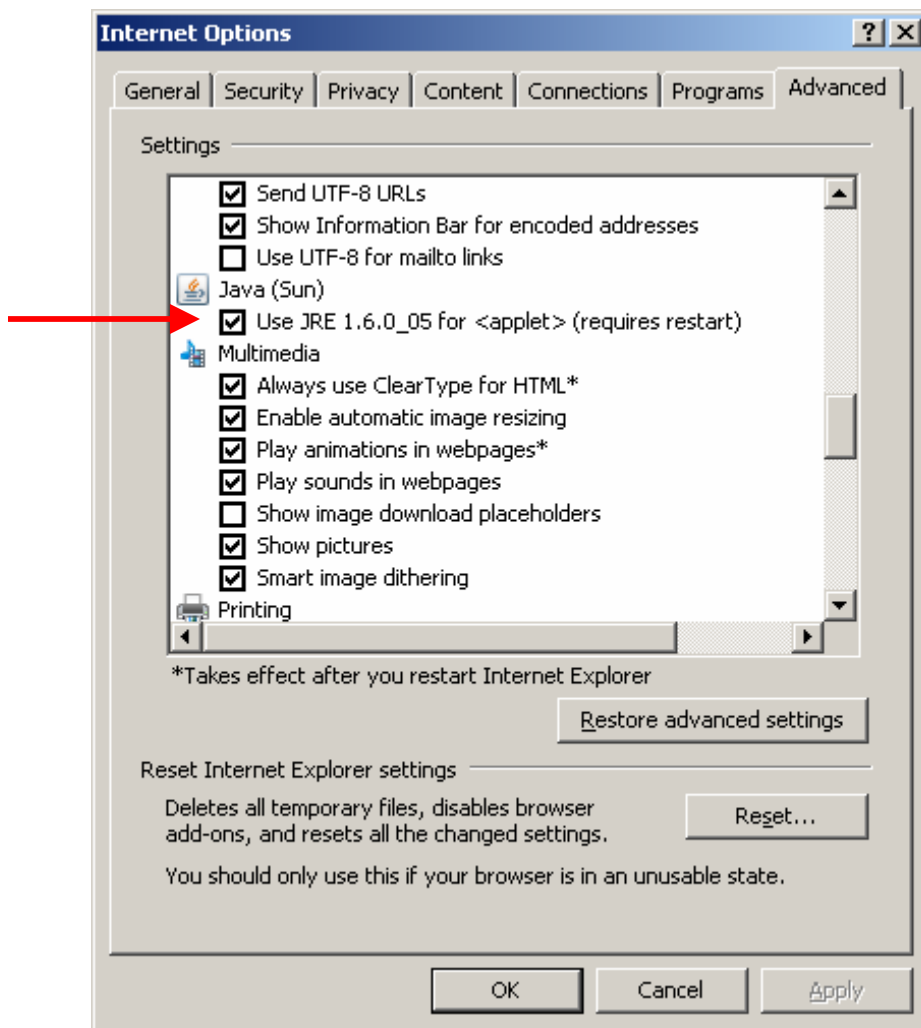 Internet Options
General Security Privacy Content Connections Programs Advanced
Settings
Send UTF-8 URLs
Show Information Bar for encoded addresses
Use UTF-8 for mailto links
Java (Sun)
Use JRE 1.6.0_05 for <applet> (requires restart)
Multimedia
Always use ClearType for HTML*
Enable automatic image resizing
Play animations in webpages*
Play sounds in webpages
Show image download placeholders
Show pictures
Smart image dithering
Printing
*Takes effect after you restart Internet Explorer
Restore advanced settings
Reset Internet Explorer settings
Deletes all temporary files, disables browser
add-ons, and resets all the changed settings.
Reset...
You should only use this if your browser is in an unusable state.
OK Cancel Apply